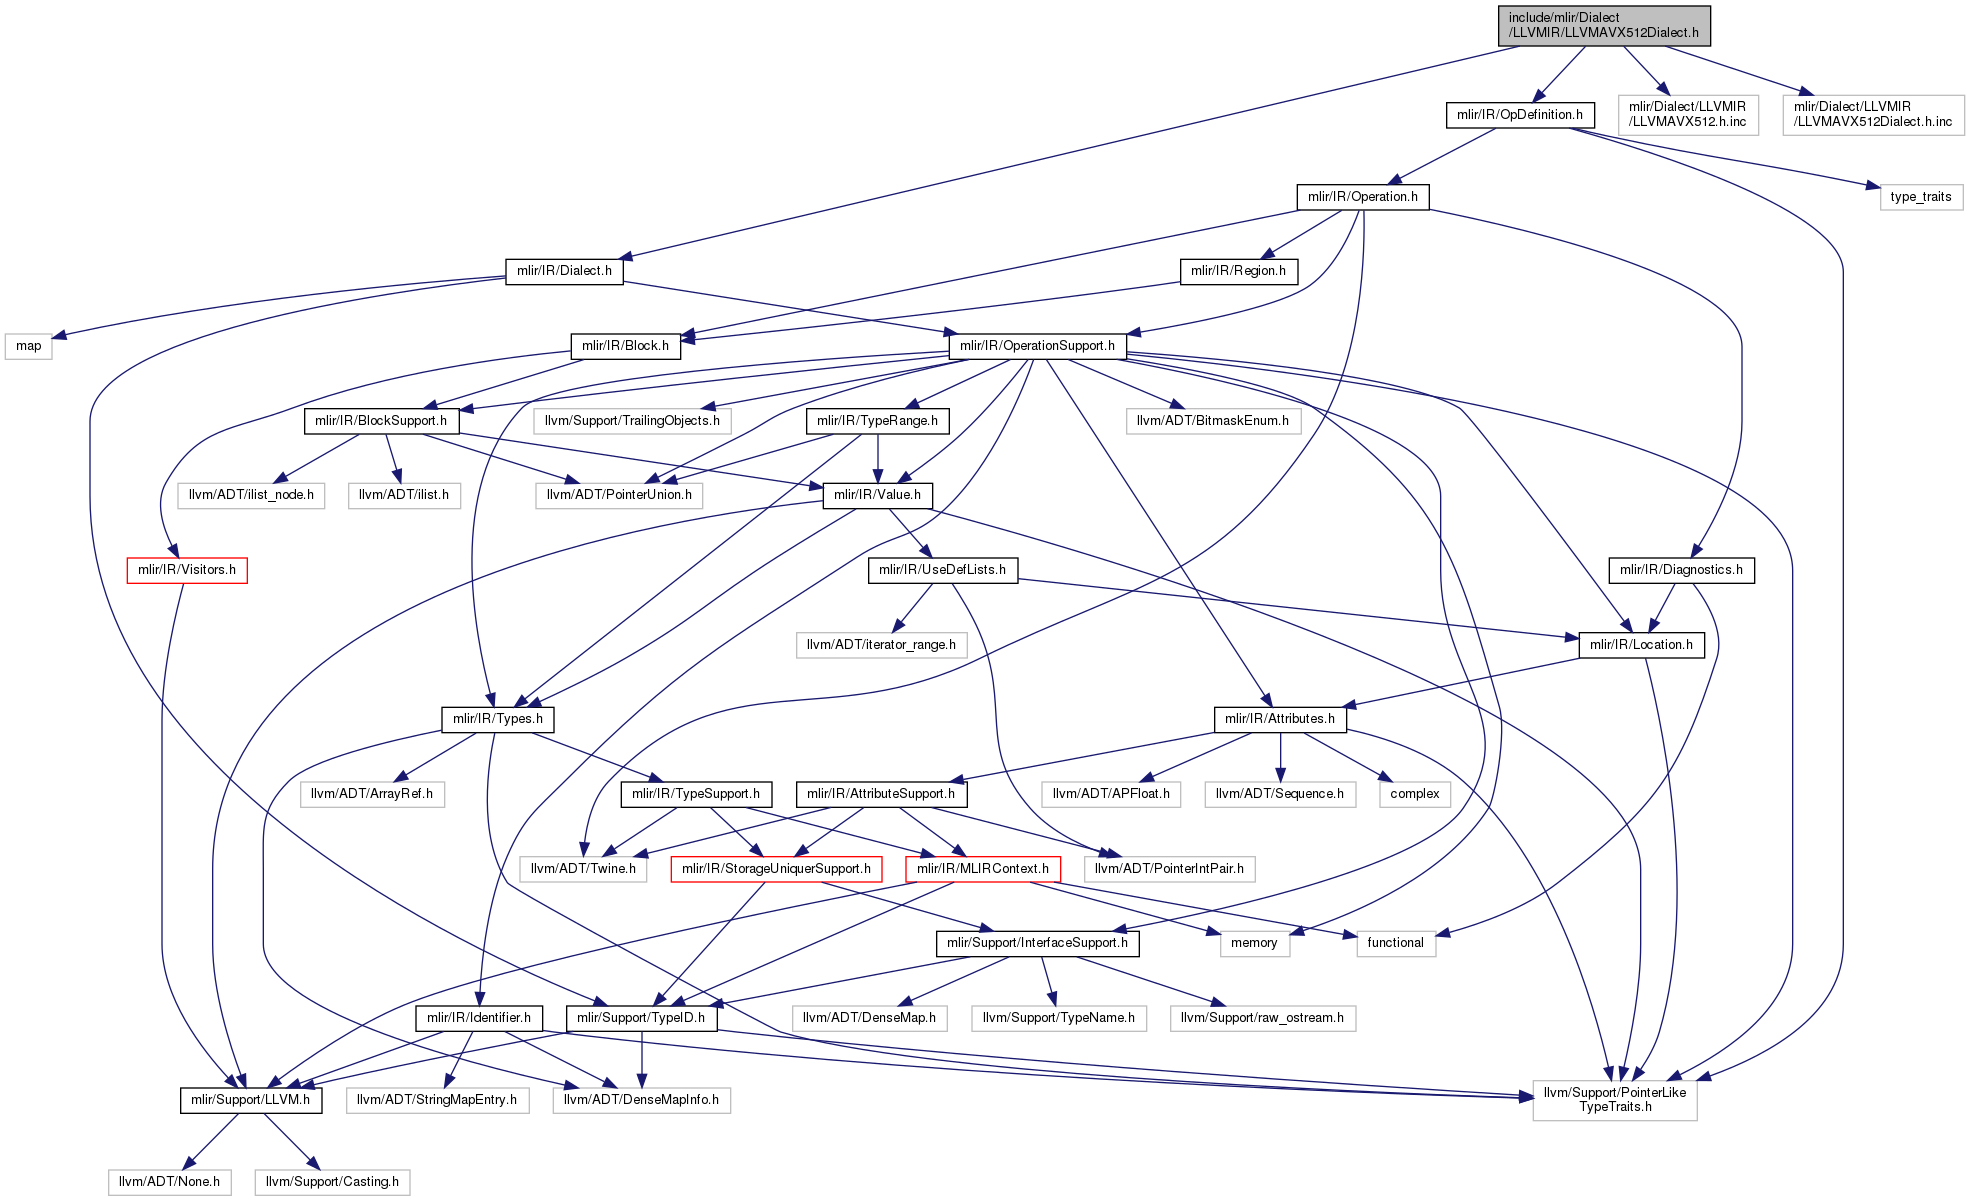 include/mlir/Dialect
/LLVMIR/LLVMAVX512Dialect.h
mlir/IR/OpDefinition.h
mlir/Dialect/LLVMIR
/LLVMAVX512.h.inc
mlir/Dialect/LLVMIR
/LLVMAVX512Dialect.h.inc
mlir/IR/Operation.h
type_traits
mlir/IR/Dialect.h
mlir/IR/Region.h
map
mlir/IR/Block.h
mlir/IR/OperationSupport.h
mlir/IR/BlockSupport.h
llvm/Support/TrailingObjects.h
mlir/IR/TypeRange.h
llvm/ADT/BitmaskEnum.h
llvm/ADT/ilist_node.h
llvm/ADT/ilist.h
llvm/ADT/PointerUnion.h
mlir/IR/Value.h
mlir/IR/Visitors.h
mlir/IR/UseDefLists.h
mlir/IR/Diagnostics.h
llvm/ADT/iterator_range.h
mlir/IR/Location.h
mlir/IR/Types.h
mlir/IR/Attributes.h
llvm/ADT/ArrayRef.h
mlir/IR/TypeSupport.h
mlir/IR/AttributeSupport.h
llvm/ADT/APFloat.h
llvm/ADT/Sequence.h
complex
llvm/ADT/Twine.h
mlir/IR/StorageUniquerSupport.h
mlir/IR/MLIRContext.h
llvm/ADT/PointerIntPair.h
mlir/Support/InterfaceSupport.h
memory
functional
mlir/IR/Identifier.h
mlir/Support/TypeID.h
llvm/ADT/DenseMap.h
llvm/Support/TypeName.h
llvm/Support/raw_ostream.h
mlir/Support/LLVM.h
llvm/ADT/StringMapEntry.h
llvm/ADT/DenseMapInfo.h
llvm/Support/PointerLike
TypeTraits.h
llvm/ADT/None.h
llvm/Support/Casting.h